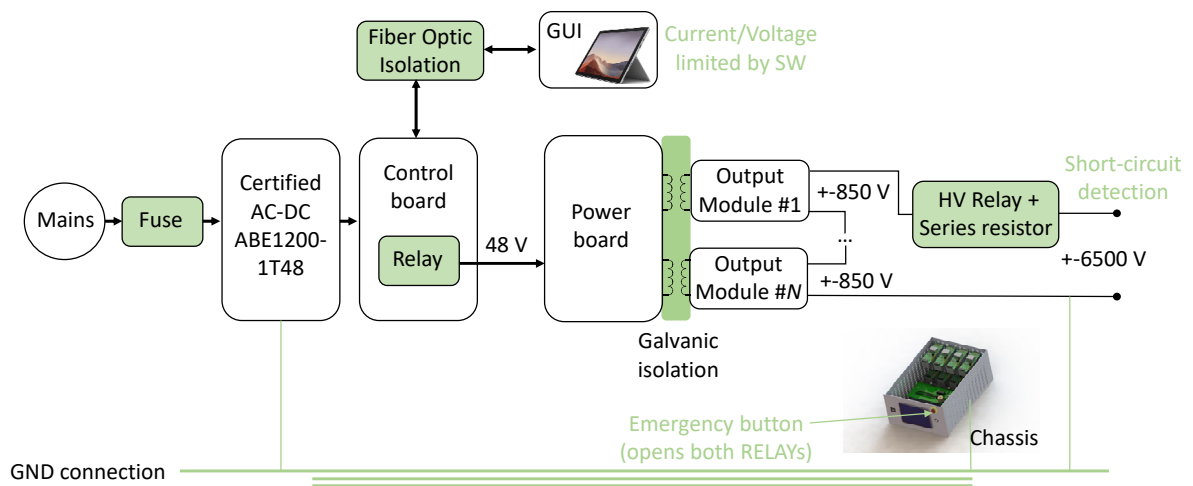 Fiber Optic
Isolation
GUI
Current/Voltage
limited by SW
Mains
Fuse
Certified
AC-DC
ABE1200-
1T48
Control
board
Relay
48 V
Power
board
Output
Module #1
+-850 V
...
Output
Module #N
+-850 V
HV Relay +
Series resistor
Short-circuit
detection
+-6500 V
Galvanic
isolation
Emergency button
(opens both RELAYs)
Chassis
GND connection